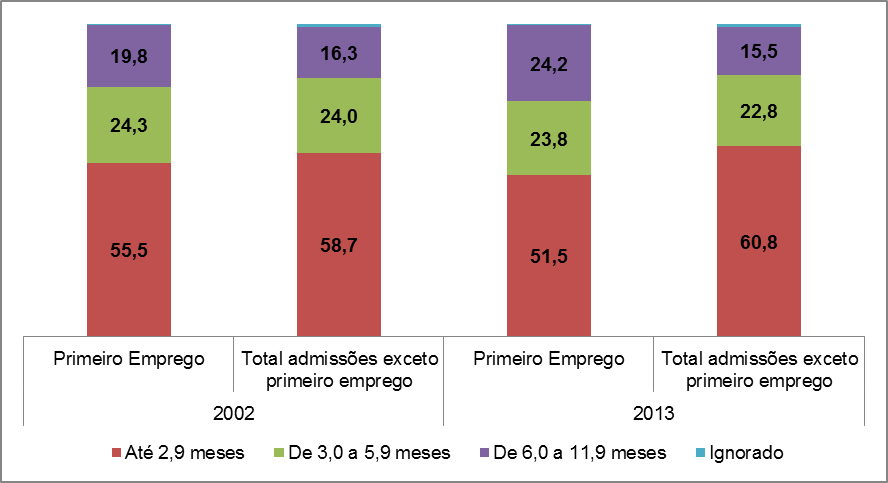 19,8 16,3 24,2 15,5
24,3 24,0 23,8 22,8
55,5 58,7 51,5 60,8
Primeiro Emprego Total admissões exceto Primeiro Emprego Total admissões exceto
primeiro emprego primeiro emprego
2002 2013
Até 2,9 meses De 3,0 a 5,9 meses De 6,0 a 11,9 meses Ignorado